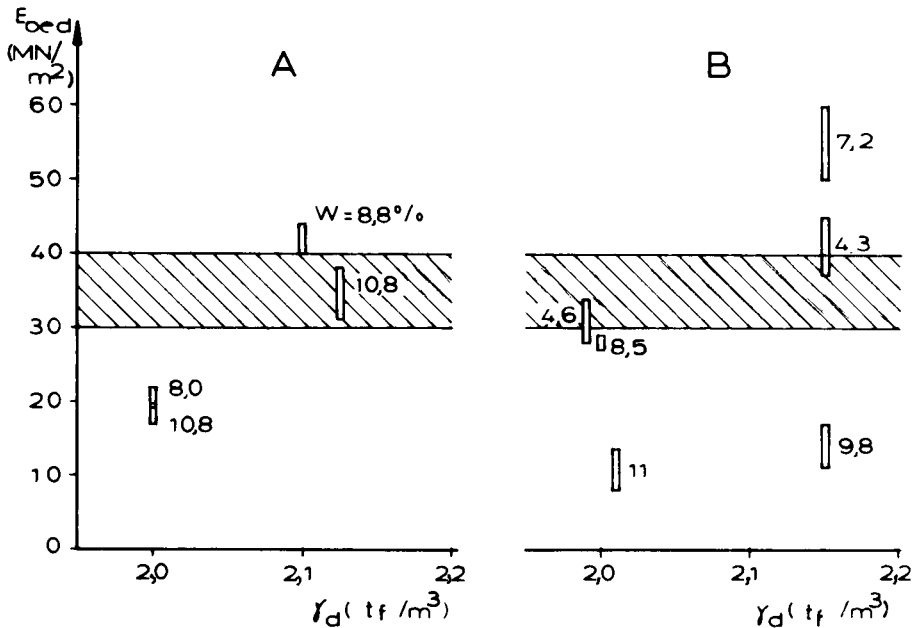 E oed
(MN/
m2)
A
B
60
50
40
30
20
10
0
W = 8,8%
10,8
8,0
10,8
2,0 2,1 2,2
γd ( tf /m3)
7,2
4.3
4,6
8,5
11
9,8
2,0 2,1 2,2
γd ( tf /m3)